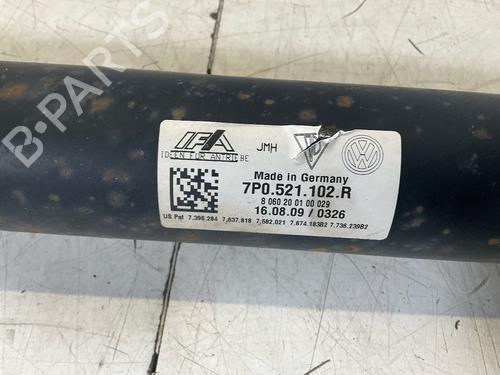 B-PARTS
IFA
IDEEN FÜR ANTRIEBE
JMH
VW
Made in Germany
7P0.521.102.R
8 060 20 01 00 029
16.08.09 / 0326
US Pat 7.396.284 7.637.818 7.682.021 7.674.183B2 7.736.239B2